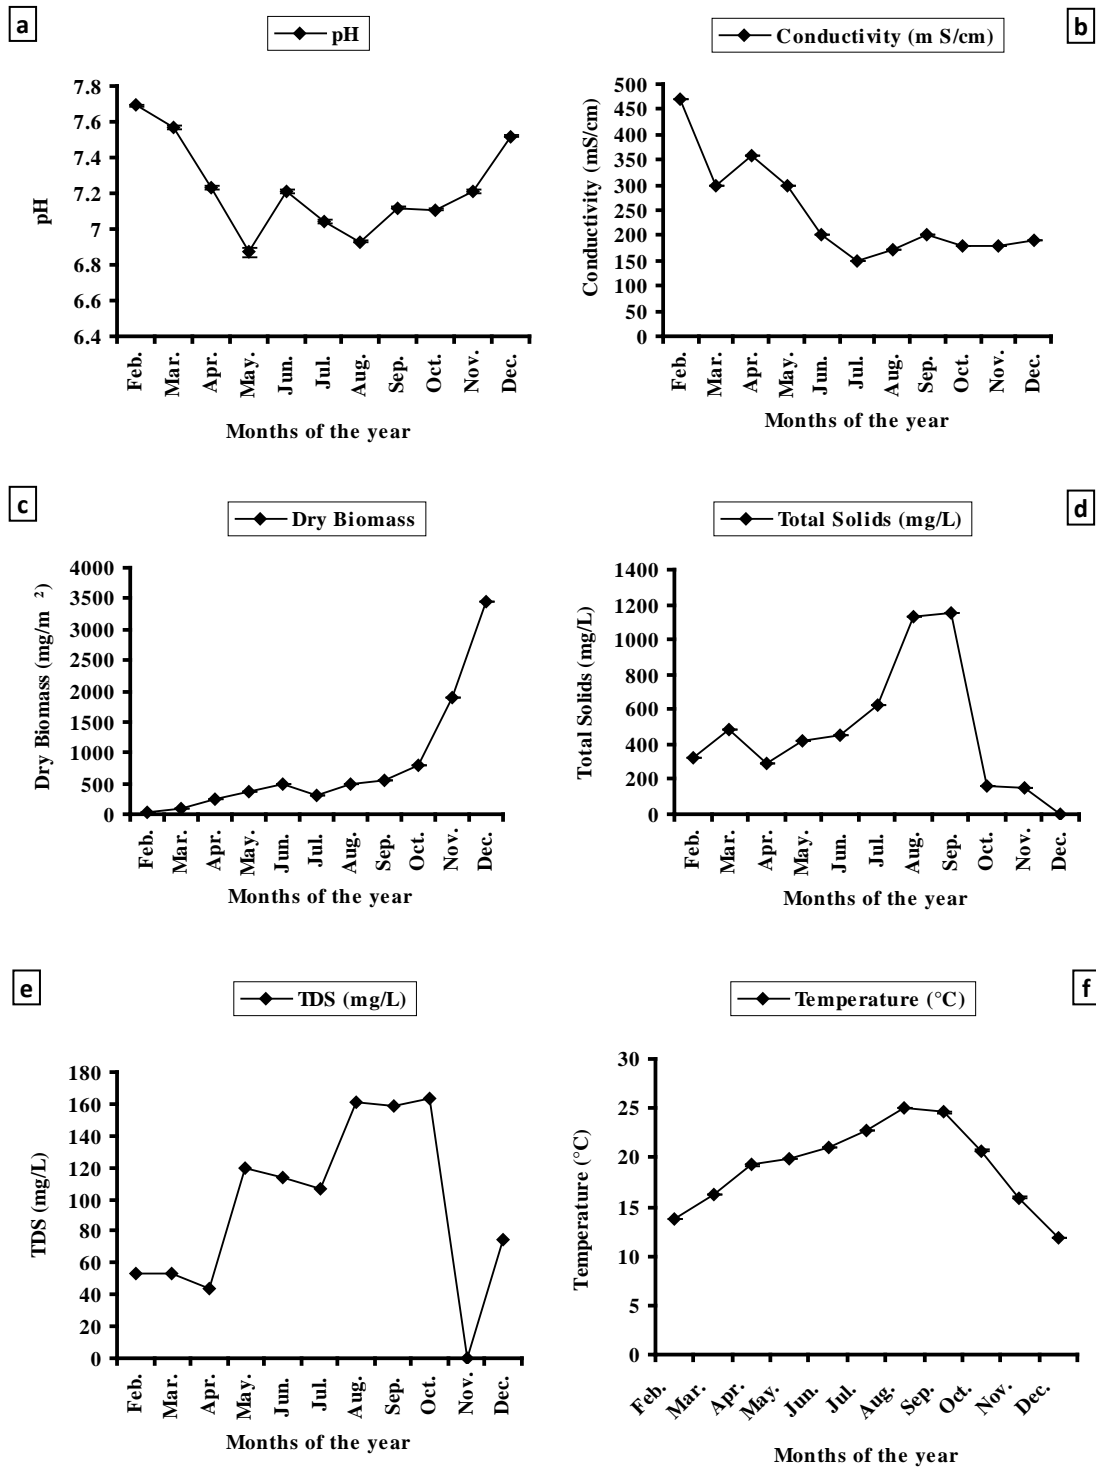 a
pH
7.8
7.6
7.4
7.2
7
6.8
6.6
6.4
pH
Feb.
Mar.
Apr.
May.
Jun.
Jul.
Aug.
Sep.
Oct.
Nov.
Dec.
Months of the year
b
Conductivity (m S/cm)
500
450
400
350
300
250
200
150
100
50
0
Conductivity (mS/cm)
Feb.
Mar.
Apr.
May.
Jun.
Jul.
Aug.
Sep.
Oct.
Nov.
Dec.
Months of the year
c
Dry Biomass
4000
3500
3000
2500
2000
1500
1000
500
0
Dry Biomass (mg/m ²)
Feb.
Mar.
Apr.
May.
Jun.
Jul.
Aug.
Sep.
Oct.
Nov.
Dec.
Months of the year
d
Total Solids (mg/L)
1400
1200
1000
800
600
400
200
0
Total Solids (mg/L)
Feb.
Mar.
Apr.
May.
Jun.
Jul.
Aug.
Sep.
Oct.
Nov.
Dec.
Months of the year
e
TDS (mg/L)
180
160
140
120
100
80
60
40
20
0
TDS (mg/L)
Feb.
Mar.
Apr.
May.
Jun.
Jul.
Aug.
Sep.
Oct.
Nov.
Dec.
Months of the year
f
Temperature (°C)
30
25
20
15
10
5
0
Temperature (°C)
Feb.
Mar.
Apr.
May.
Jun.
Jul.
Aug.
Sep.
Oct.
Nov.
Dec.
Months of the year